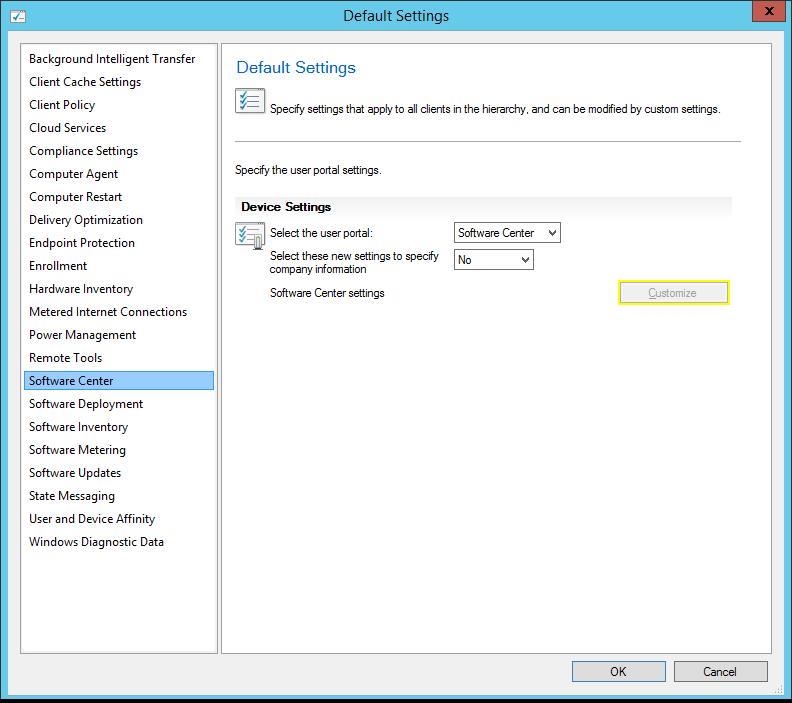 Default Settings
x
Background Intelligent Transfer
Client Cache Settings
Client Policy
Cloud Services
Compliance Settings
Computer Agent
Computer Restart
Delivery Optimization
Endpoint Protection
Enrollment
Hardware Inventory
Metered Internet Connections
Power Management
Remote Tools
Software Center
Software Deployment
Software Inventory
Software Metering
Software Updates
State Messaging
User and Device Affinity
Windows Diagnostic Data
Default Settings
Specify settings that apply to all clients in the hierarchy, and can be modified by custom settings.
Specify the user portal settings.
Device Settings
Select the user portal: Software Center
Select these new settings to specify
company information No
Software Center settings Customize
OK Cancel